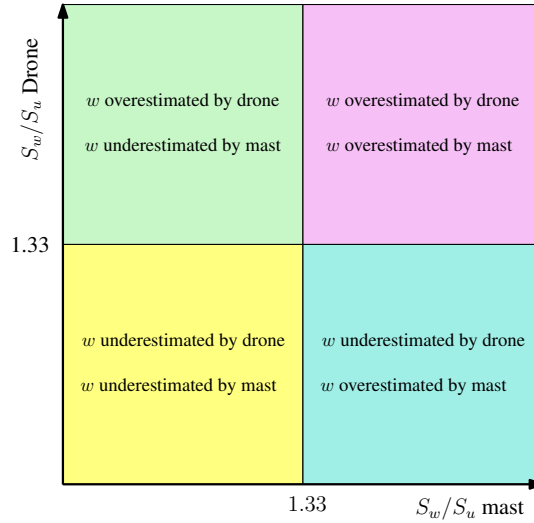 S_w/S_u Drone
w overestimated by drone
w underestimated by mast
w overestimated by drone
w overestimated by mast
1.33
w underestimated by drone
w underestimated by mast
w underestimated by drone
w overestimated by mast
1.33
S_w/S_u mast